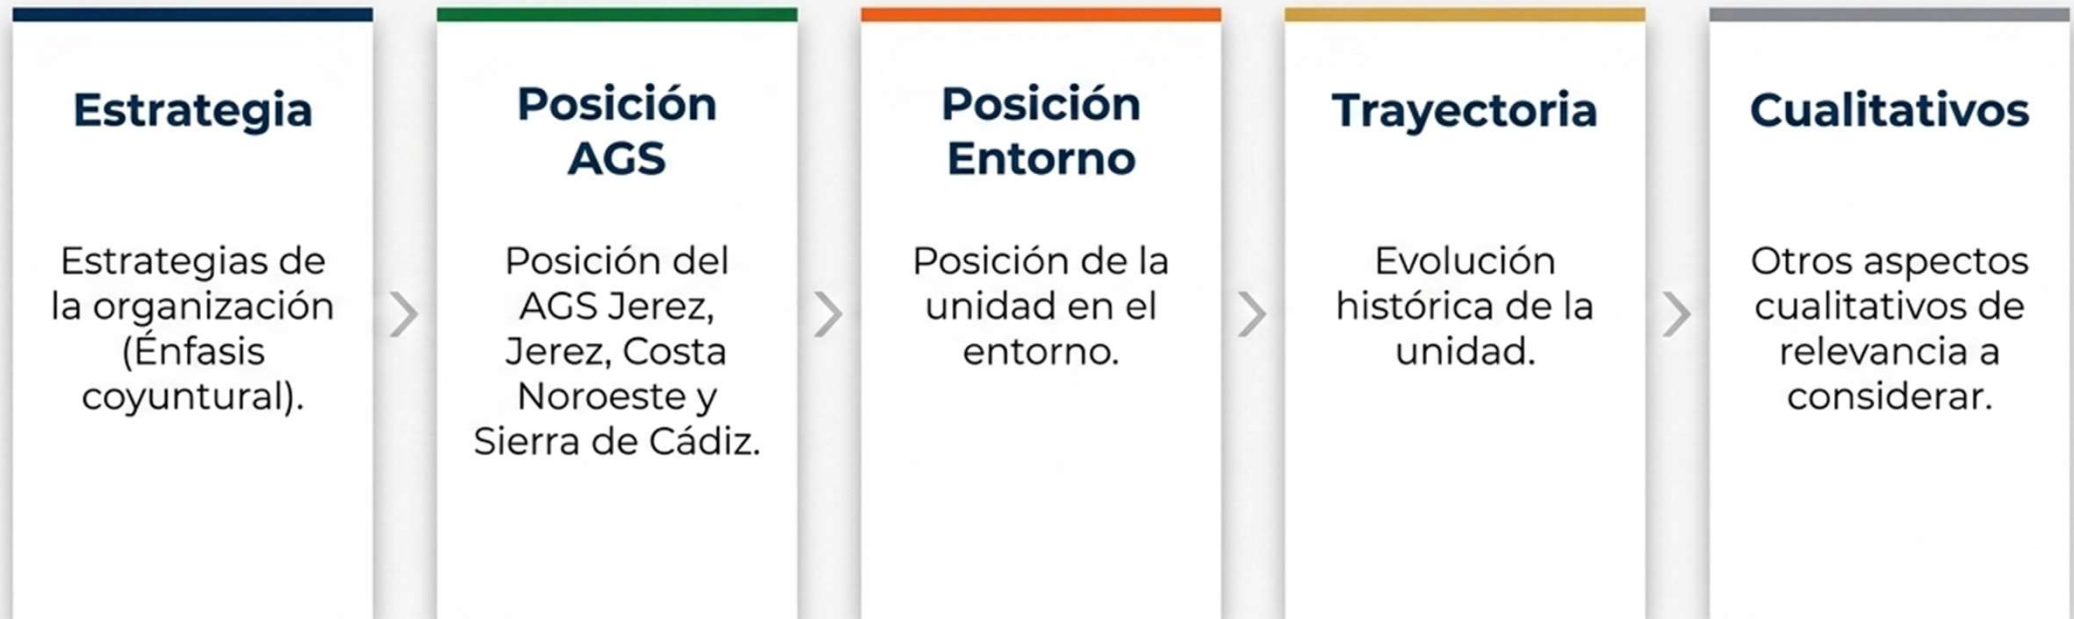 Estrategia
Estrategias de
la organización
(Énfasis
coyuntural).
Posición
AGS
Posición del
AGS Jerez,
Jerez, Costa
Noroeste y
Sierra de Cádiz.
Posición
Entorno
Posición de la
unidad en el
entorno.
Trayectoria
Evolución
histórica de la
unidad.
Cualitativos
Otros aspectos
cualitativos de
relevancia a
considerar.